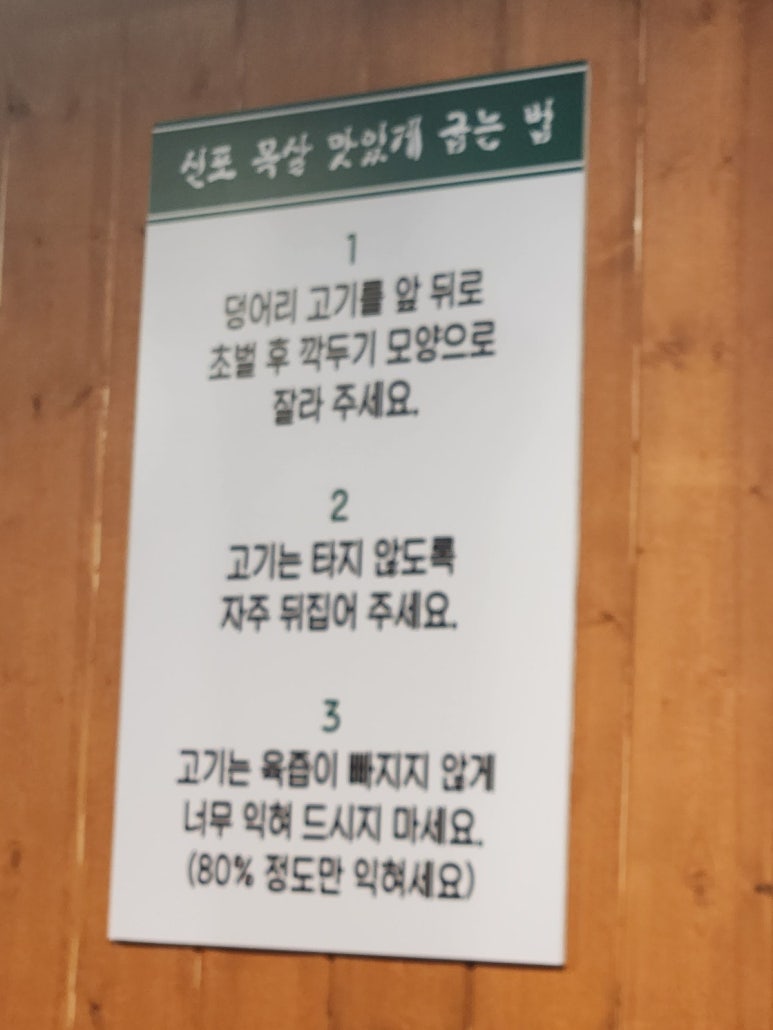 신포 목살 맛있게 굽는 법
1
덩어리 고기를 앞 뒤로
초벌 후 깍두기 모양으로
잘라 주세요.
2
고기는 타지 않도록
자주 뒤집어 주세요.
3
고기는 육즙이 빠지지 않게
너무 익혀 드시지 마세요.
(80% 정도만 익혀세요)